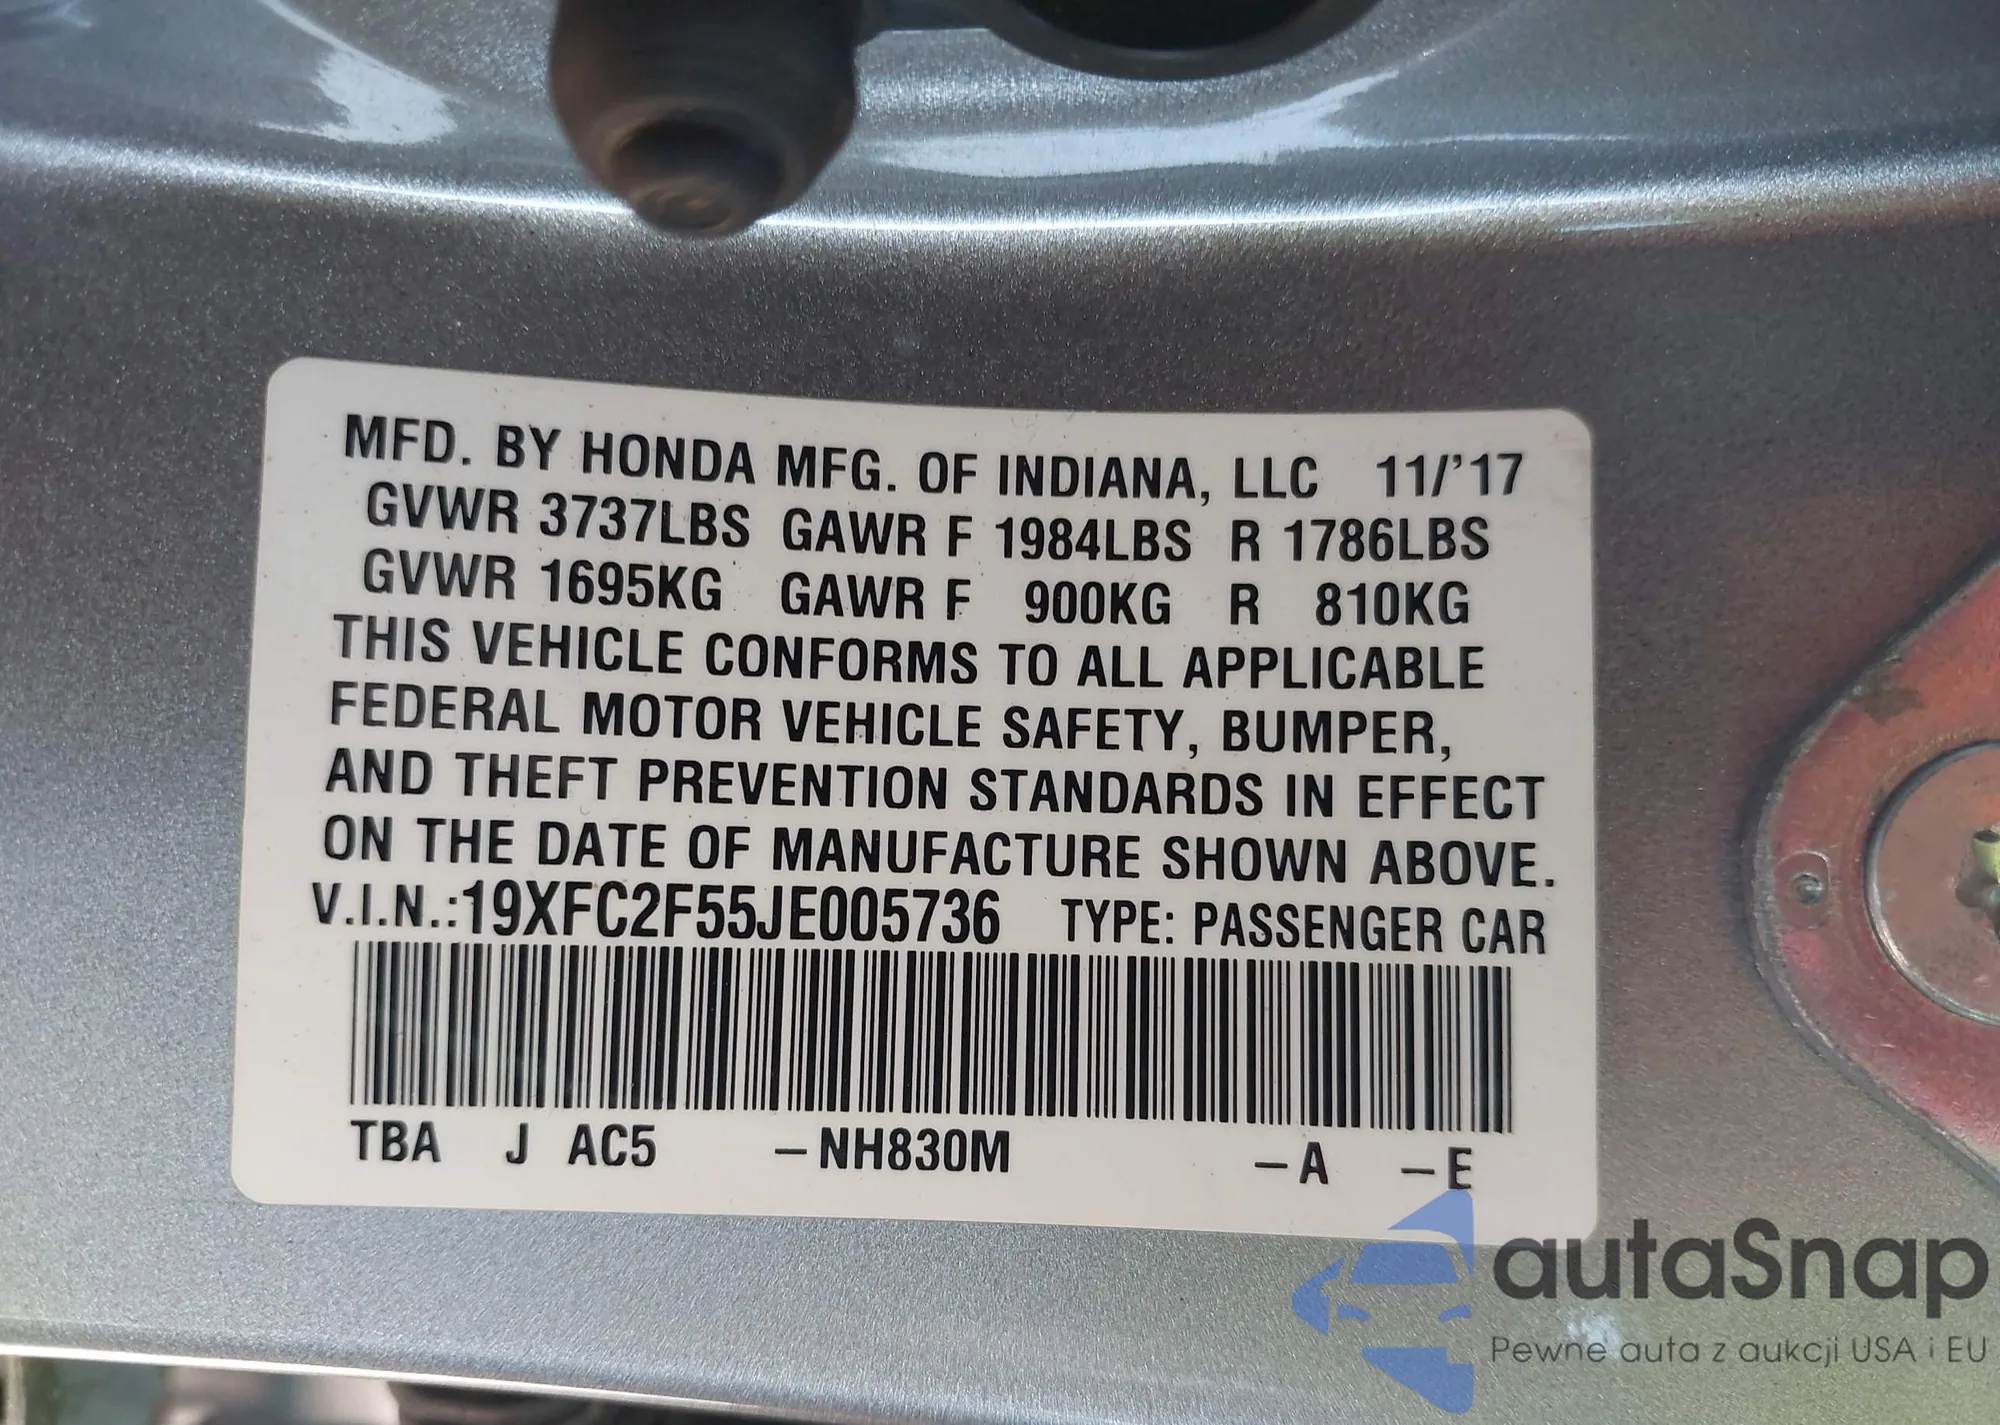 MFD. BY HONDA MFG. OF INDIANA, LLC 11/'17
GVWR 3737LBS GAWR F 1984LBS R 1786LBS
GVWR 1695KG GAWR F 900KG R 810KG
THIS VEHICLE CONFORMS TO ALL APPLICABLE
FEDERAL MOTOR VEHICLE SAFETY, BUMPER,
AND THEFT PREVENTION STANDARDS IN EFFECT
ON THE DATE OF MANUFACTURE SHOWN ABOVE.
V.I.N.:19XFC2F55JE005736 TYPE: PASSENGER CAR
TBA J AC5 –NH830M –A –E
autaSnap
Pewne auta z aukcji USA i EU